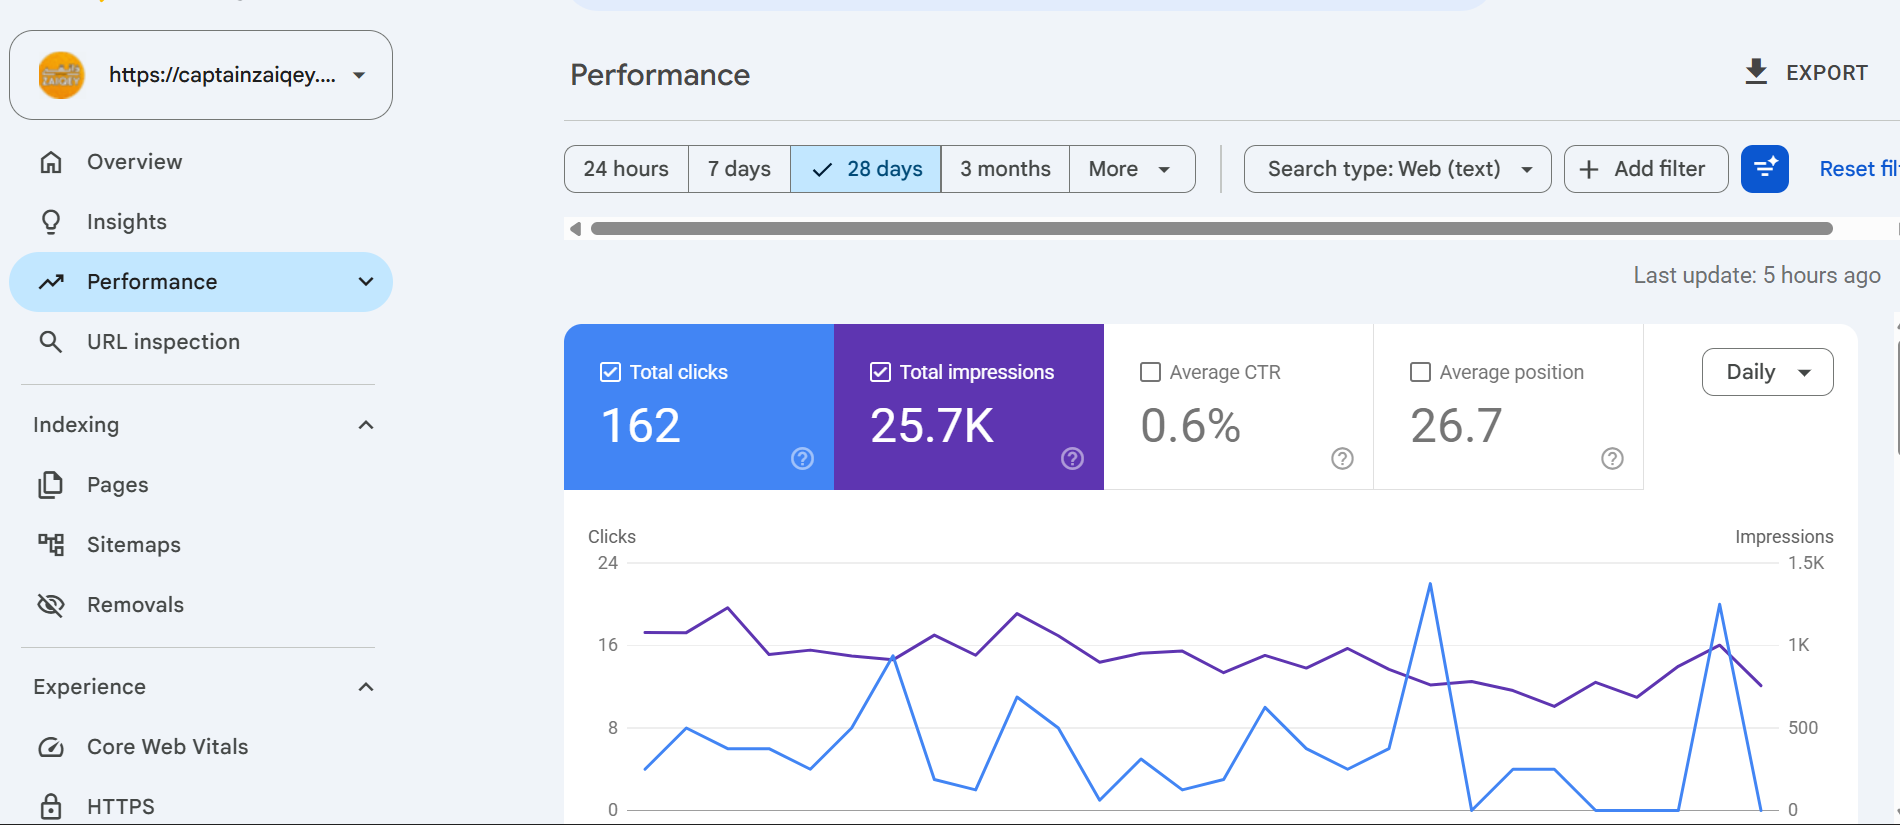 ZAIQEY
https://captainzaiqey....
Overview
Insights
Performance
URL inspection
Indexing
Pages
Sitemaps
Removals
Experience
Core Web Vitals
HTTPS
Performance
EXPORT
24 hours
7 days
28 days
3 months
More
Search type: Web (text)
Add filter
Reset filt
Last update: 5 hours ago
Total clicks
162
Total impressions
25.7K
Average CTR
0.6%
Average position
26.7
Daily
Clicks
Impressions
24
1.5K
16
1K
8
500
0
0